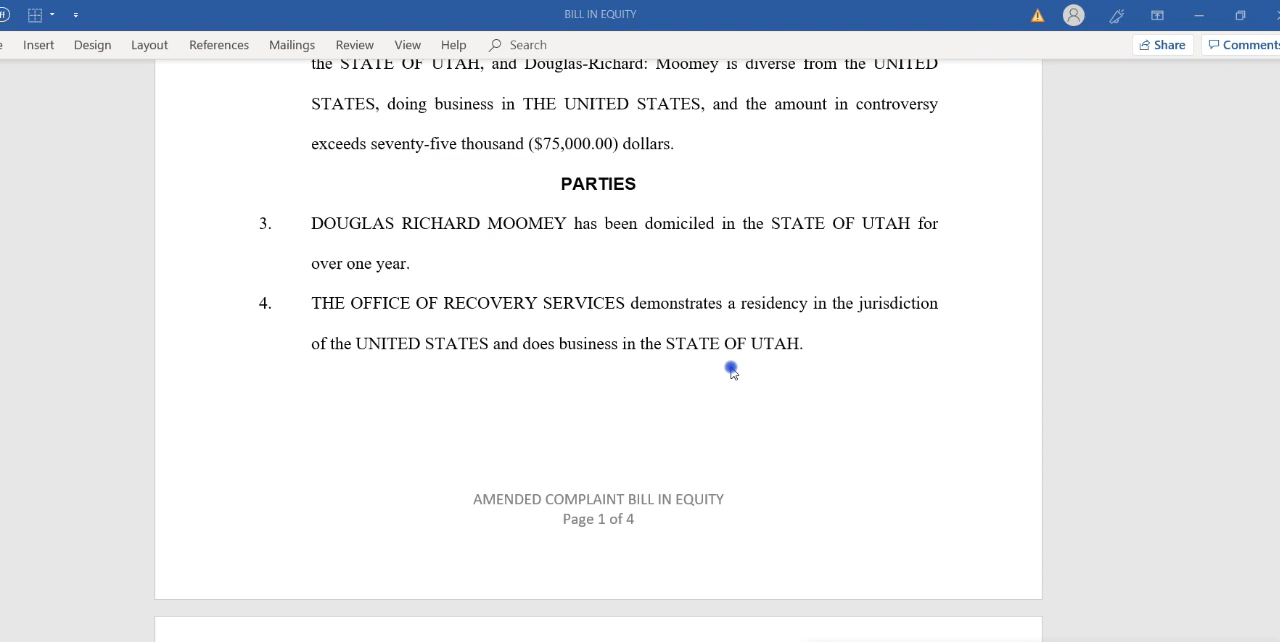 BILL IN EQUITY
Insert Design Layout References Mailings Review View Help Search Share Comments
the STATE OF UTAH, and Douglas-Richard: Moomey is diverse from the UNITED
STATES, doing business in THE UNITED STATES, and the amount in controversy
exceeds seventy-five thousand ($75,000.00) dollars.
PARTIES
3. DOUGLAS RICHARD MOOMEY has been domiciled in the STATE OF UTAH for
over one year.
4. THE OFFICE OF RECOVERY SERVICES demonstrates a residency in the jurisdiction
of the UNITED STATES and does business in the STATE OF UTAH.
AMENDED COMPLAINT BILL IN EQUITY
Page 1 of 4